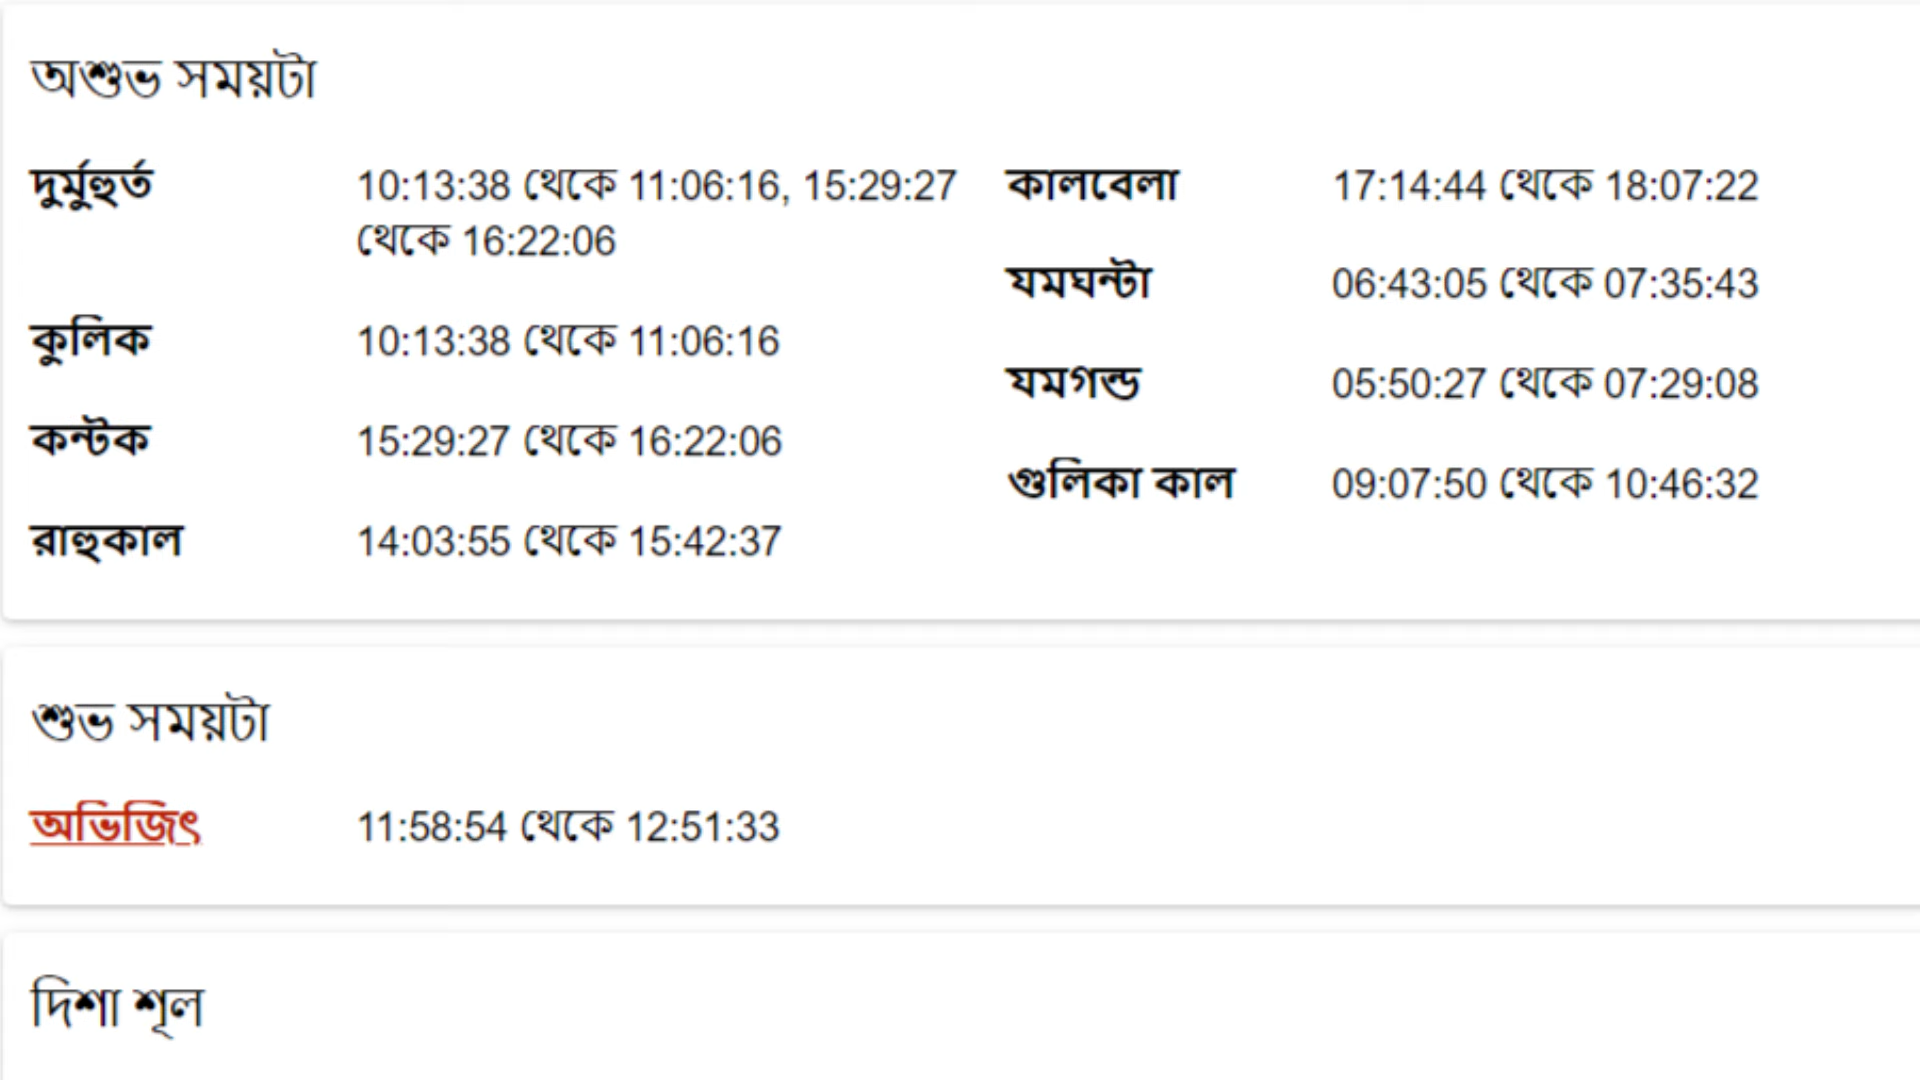 অশুভ সময়টা
দুর্মুহুর্ত 10:13:38 থেকে 11:06:16, 15:29:27
থেকে 16:22:06
কুলিক 10:13:38 থেকে 11:06:16
কন্টক 15:29:27 থেকে 16:22:06
রাহুকাল 14:03:55 থেকে 15:42:37
কালবেলা 17:14:44 থেকে 18:07:22
যমঘন্টা 06:43:05 থেকে 07:35:43
যমগন্ড 05:50:27 থেকে 07:29:08
গুলিকা কাল 09:07:50 থেকে 10:46:32
শুভ সময়টা
অভিজিৎ 11:58:54 থেকে 12:51:33
দিশা শূল